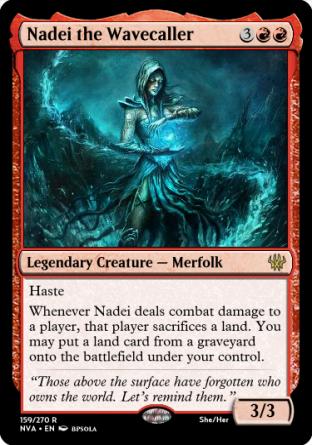 Nadei the Wavecaller 3
Legendary Creature — Merfolk
Haste
Whenever Nadei deals combat damage to
a player, that player sacrifices a land. You
may put a land card from a graveyard
onto the battlefield under your control.
“Those above the surface have forgotten who
owns the world. Let’s remind them.”
159/270 R She/Her
3/3
NVA • EN BPSOLA